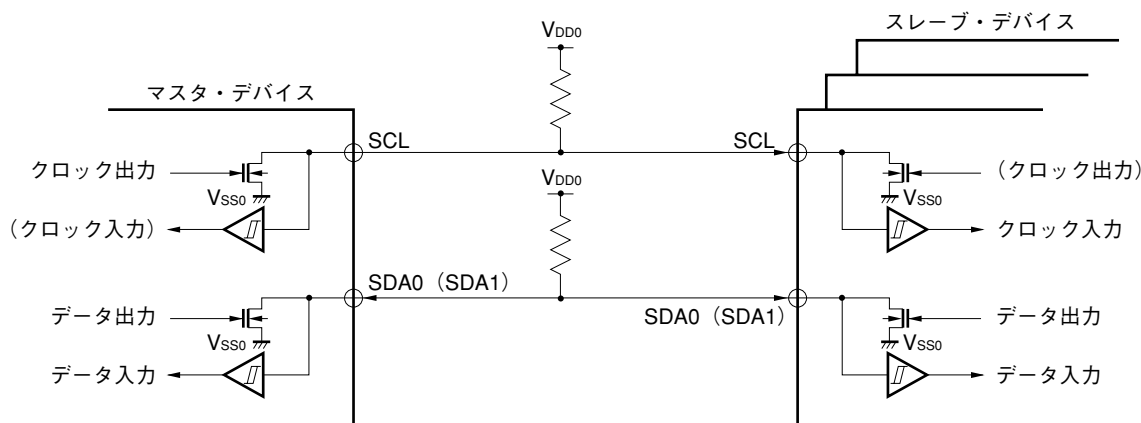 スレーブ・デバイス
VDD0
マスタ・デバイス
SCL
SCL
クロック出力
(クロック出力)
VSS0
VDD0
VSS0
(クロック入力)
クロック入力
SDA0(SDA1)
SDA0(SDA1)
データ出力
データ出力
VSS0
VSS0
データ入力
データ入力